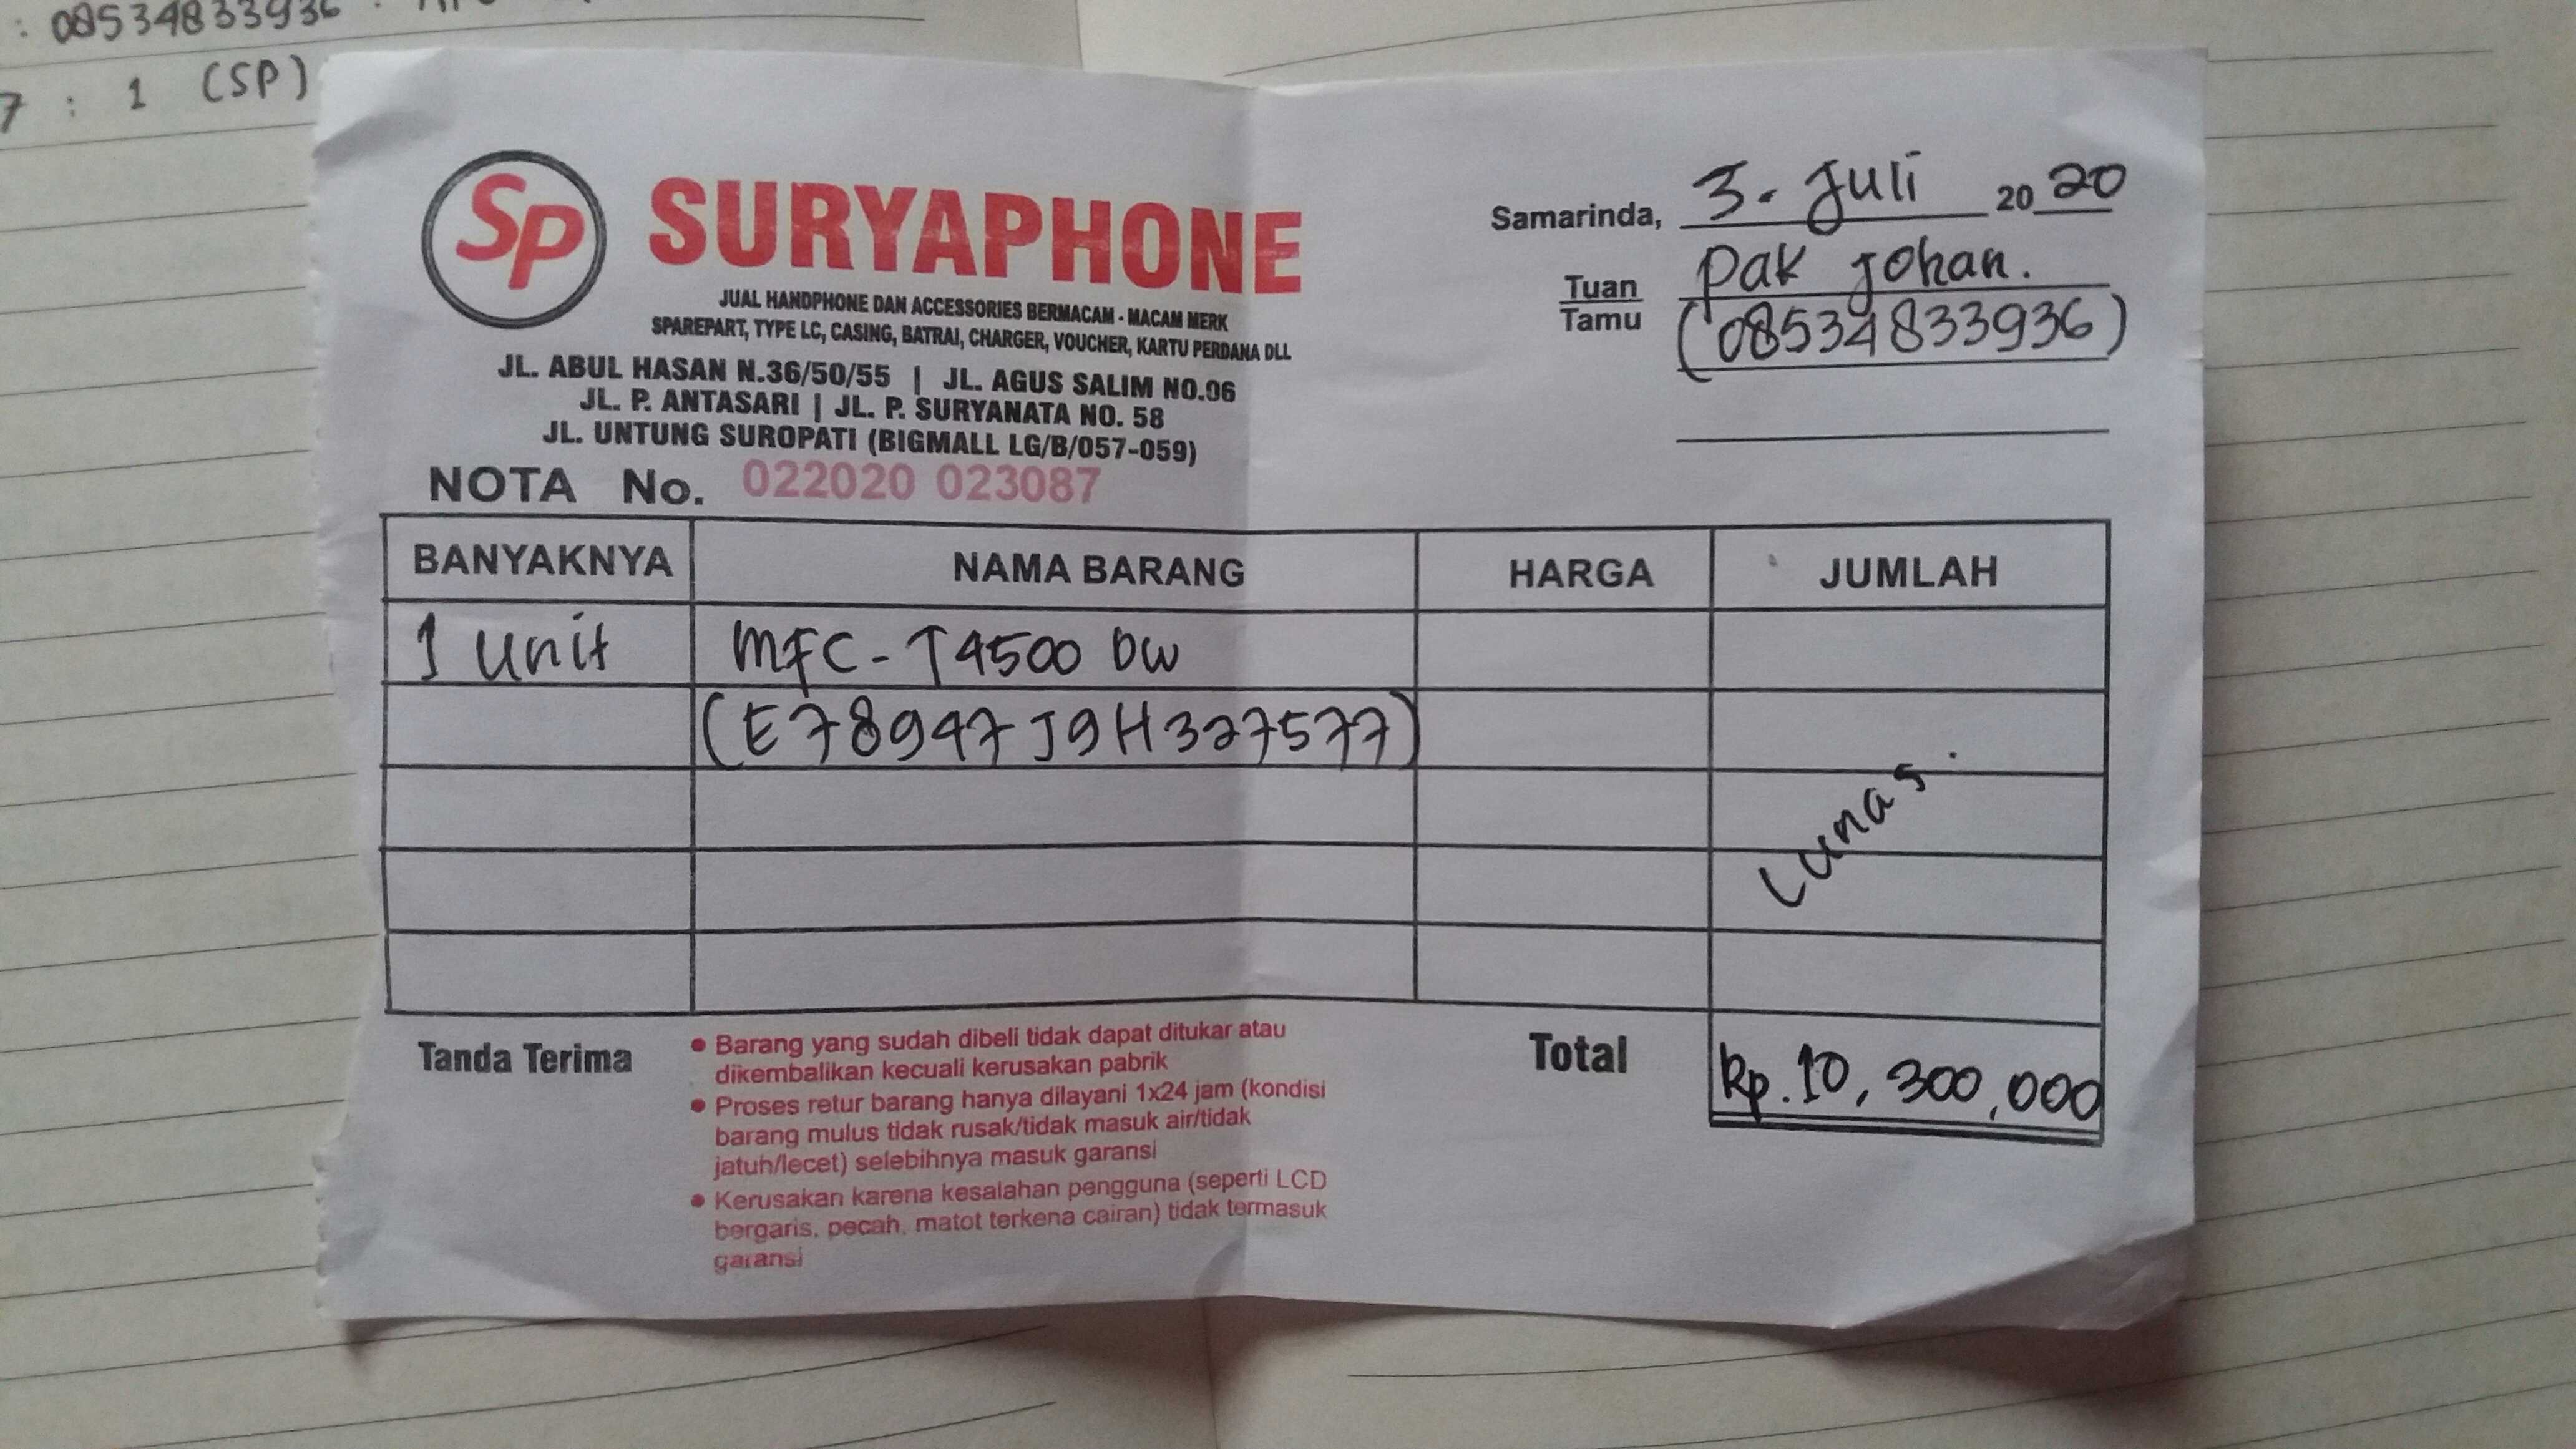 : 08534833936
7 : 1 (SP)
SP SURYAPHONE
JUAL HANDPHONE DAN ACCESSORIES BERMACAM - MACAM MERK
SPAREPART, TYPE LC, CASING, BATRAI, CHARGER, VOUCHER, KARTU PERDANA DLL
JL. ABUL HASAN N.36/50/55 | JL. AGUS SALIM NO.06
JL. P. ANTASARI | JL. P. SURYANATA NO. 58
JL. UNTUNG SUROPATI (BIGMALL LG/B/057-059)
NOTA No. 022020 023087
Samarinda, 3. Juli 2020
Tuan
Tamu
Pak Johan.
(08534833936)
BANYAKNYA NAMA BARANG HARGA JUMLAH
1 Unit MFC-T4500 DW
(E78947J9H327577)
Lunas.
Tanda Terima
• Barang yang sudah dibeli tidak dapat ditukar atau
dikembalikan kecuali kerusakan pabrik
• Proses retur barang hanya dilayani 1x24 jam (kondisi
barang mulus tidak rusak/tidak masuk air/tidak
jatuh/lecet) selebihnya masuk garansi
• Kerusakan karena kesalahan pengguna (seperti LCD
bergaris, pecah, matot terkena cairan) tidak termasuk
garansi
Total Rp. 10,300,000